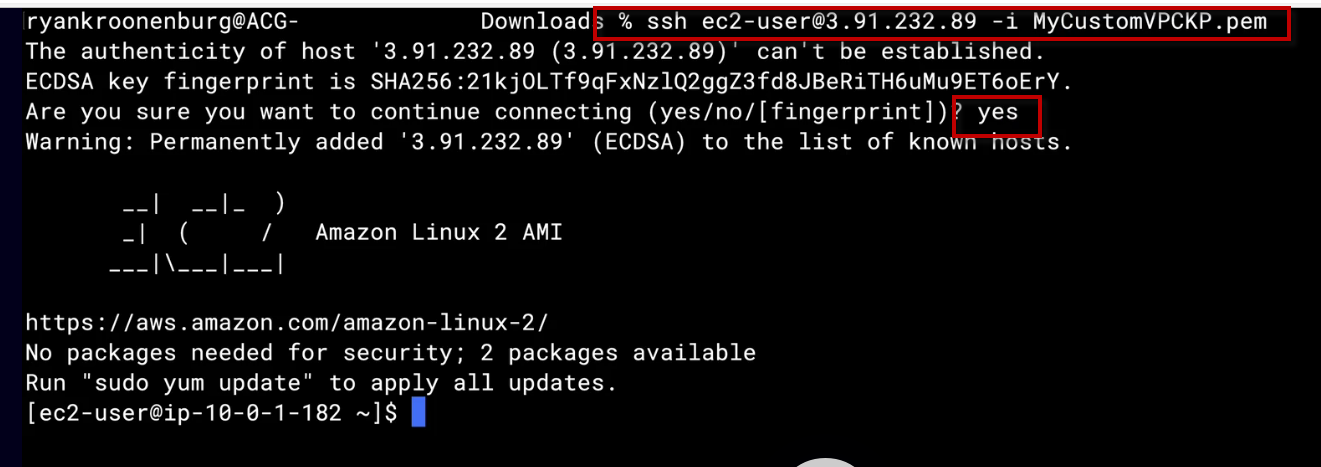 ryankroonenburg@ACG- Downloads % ssh ec2-user@3.91.232.89 -i MyCustomVPCKP.pem
The authenticity of host '3.91.232.89 (3.91.232.89)' can't be established.
ECDSA key fingerprint is SHA256:21kjOLTf9qFxNzlQ2ggZ3fd8JBeRiTH6uMu9ET6oErY.
Are you sure you want to continue connecting (yes/no/[fingerprint])? yes
Warning: Permanently added '3.91.232.89' (ECDSA) to the list of known hosts.
__|  __|_  )
_|  (     /   Amazon Linux 2 AMI
___|\___|___|
https://aws.amazon.com/amazon-linux-2/
No packages needed for security; 2 packages available
Run "sudo yum update" to apply all updates.
[ec2-user@ip-10-0-1-182 ~]$